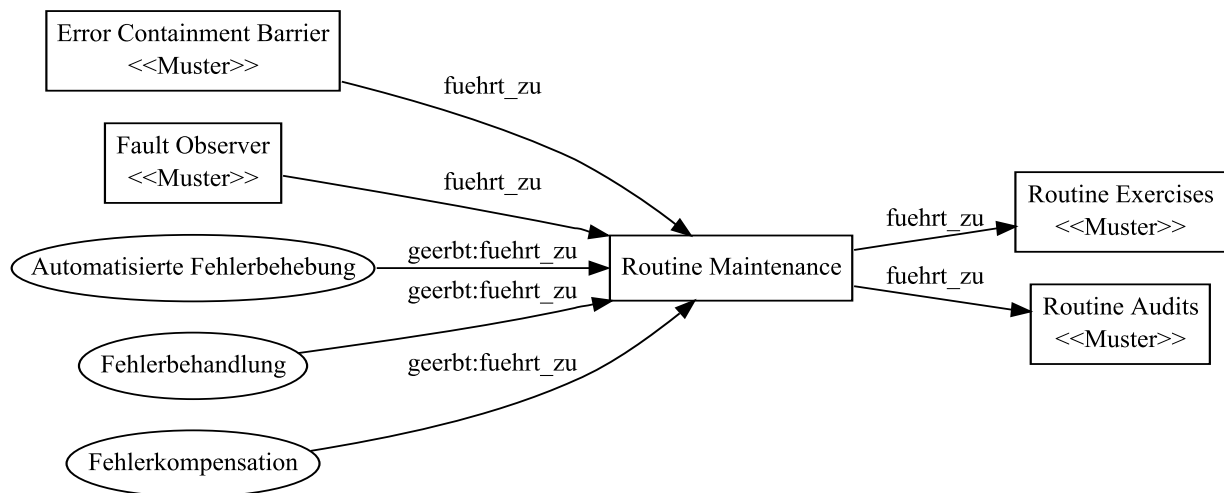 Error Containment Barrier
<<Muster>>
fuehrt_zu
Fault Observer
<<Muster>>
fuehrt_zu
Automatisierte Fehlerbehebung
geerbt:fuehrt_zu
Fehlerbehandlung
geerbt:fuehrt_zu
Fehlerkompensation
geerbt:fuehrt_zu
Routine Maintenance
fuehrt_zu
Routine Exercises
<<Muster>>
fuehrt_zu
Routine Audits
<<Muster>>